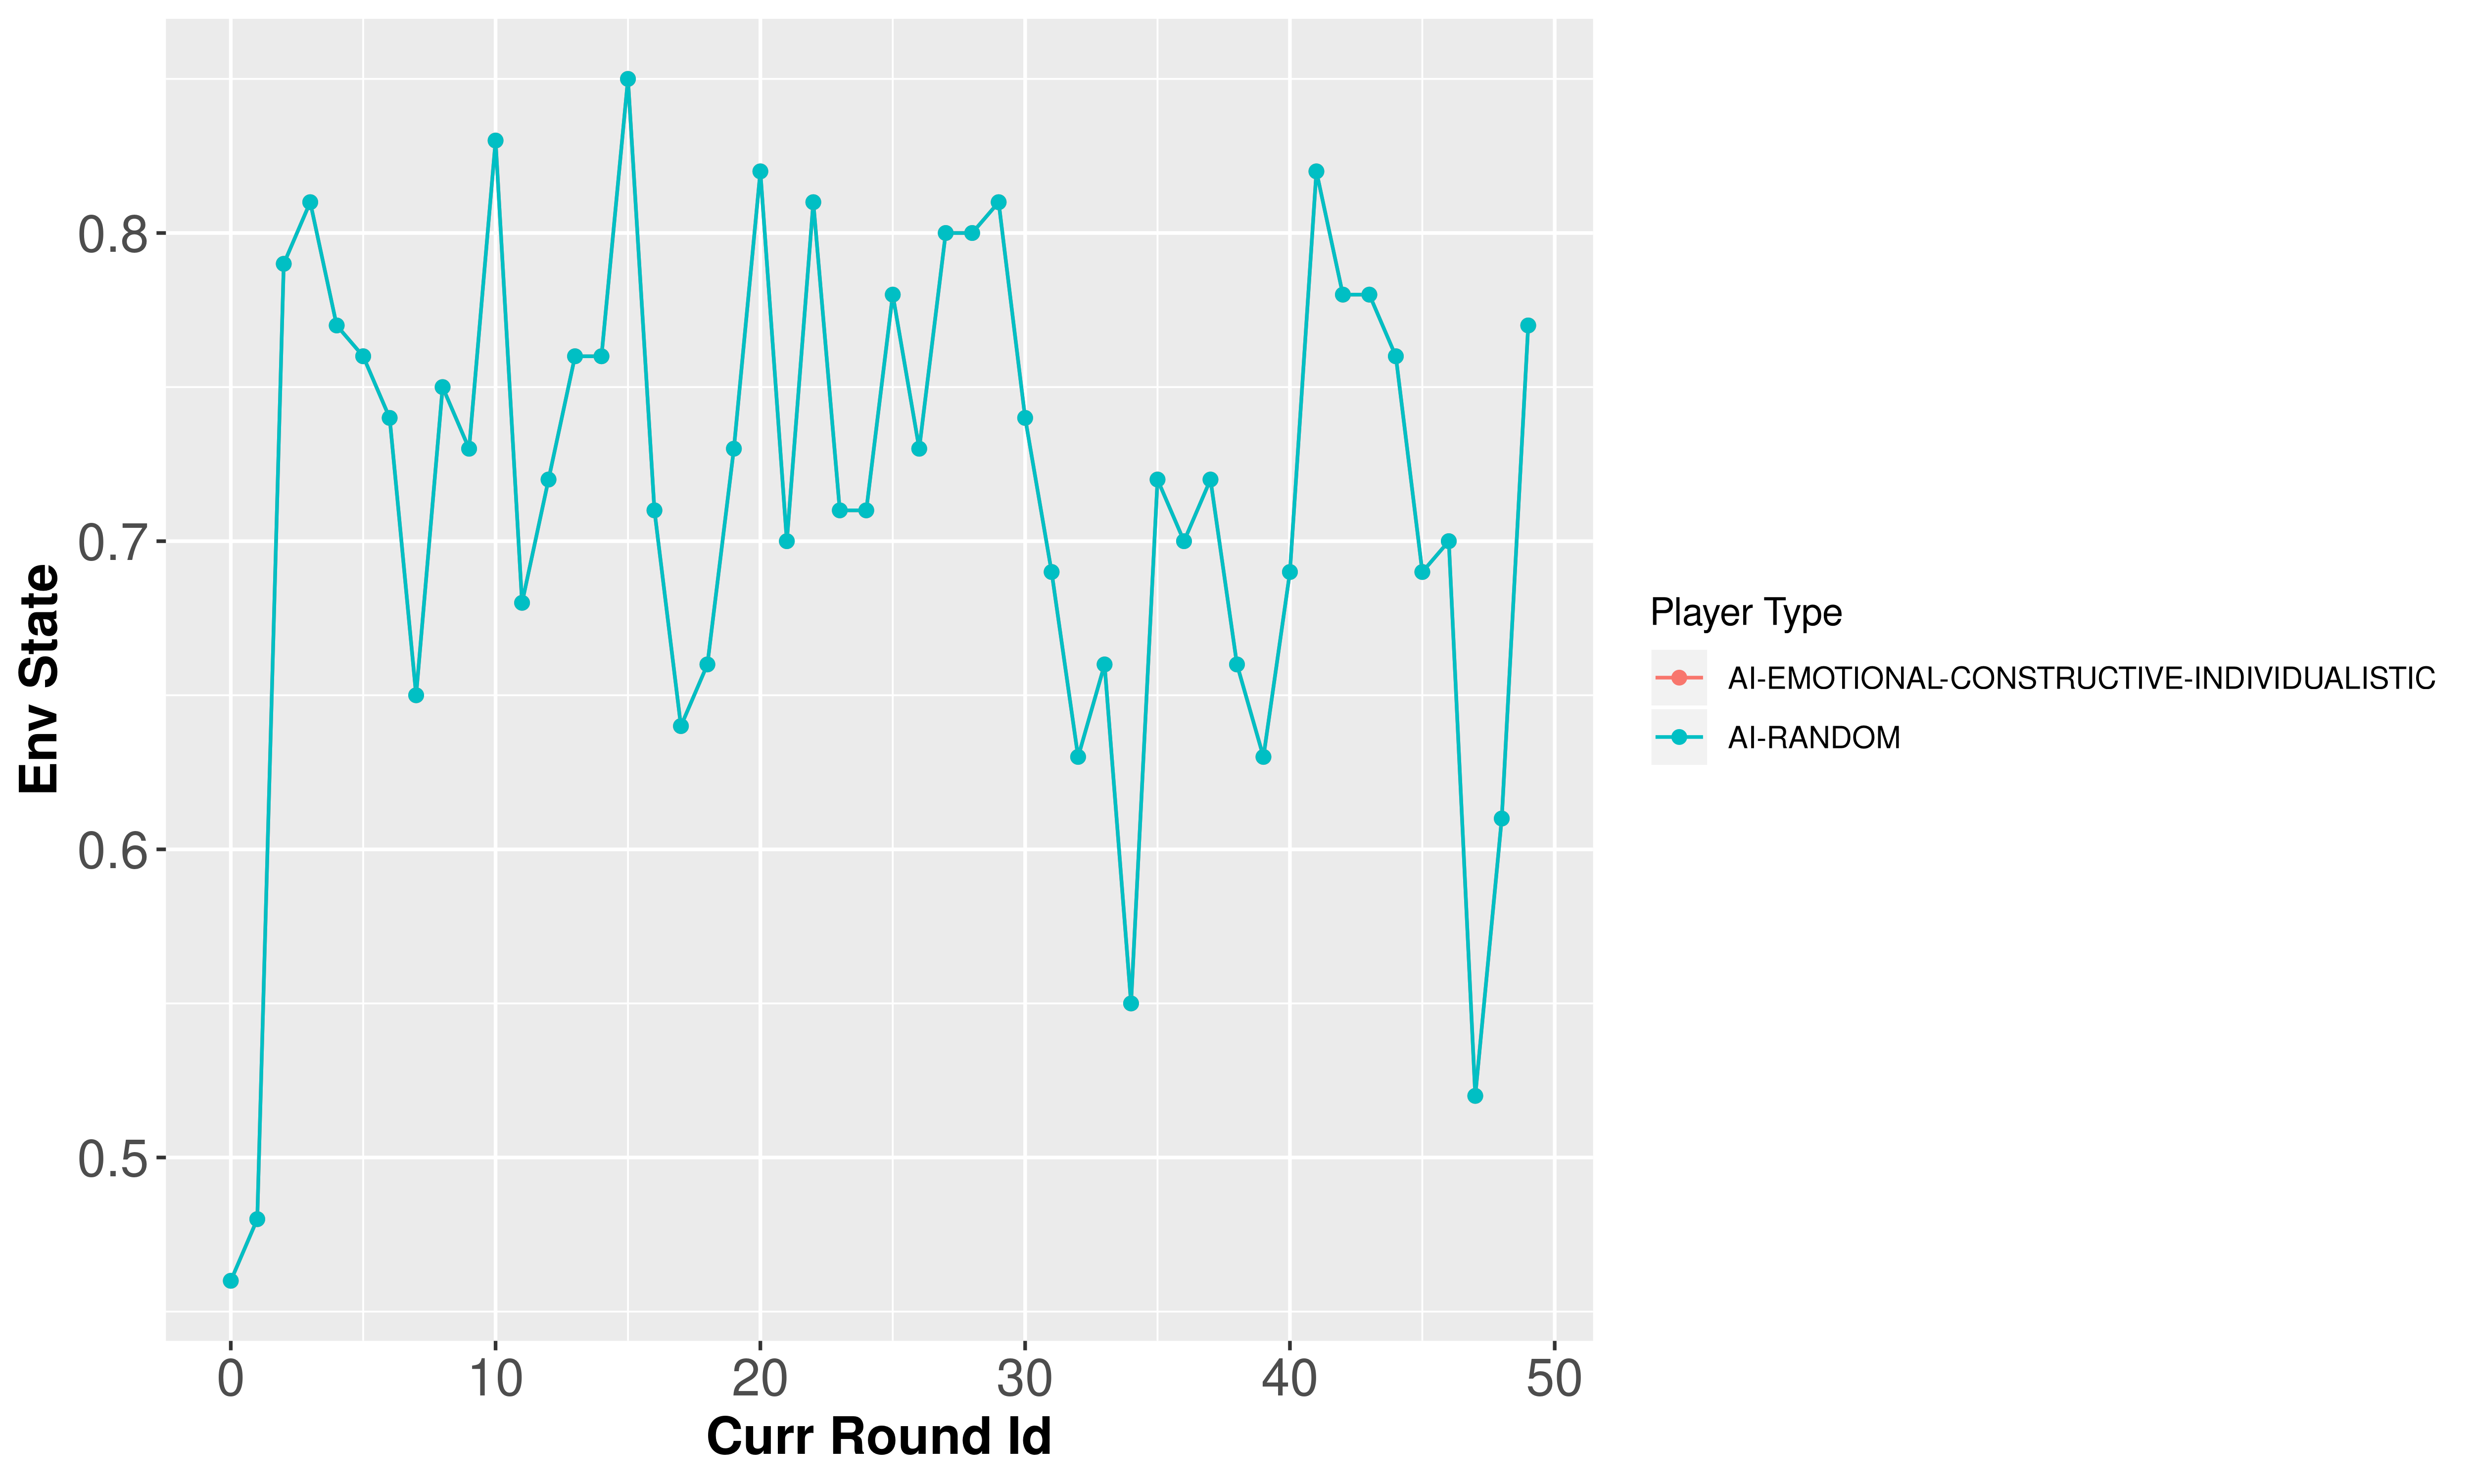 Env State
0.8
0.7
0.6
0.5
0 10 20 30 40 50
Curr Round Id
Player Type
AI-EMOTIONAL-CONSTRUCTIVE-INDIVIDUALISTIC
AI-RANDOM